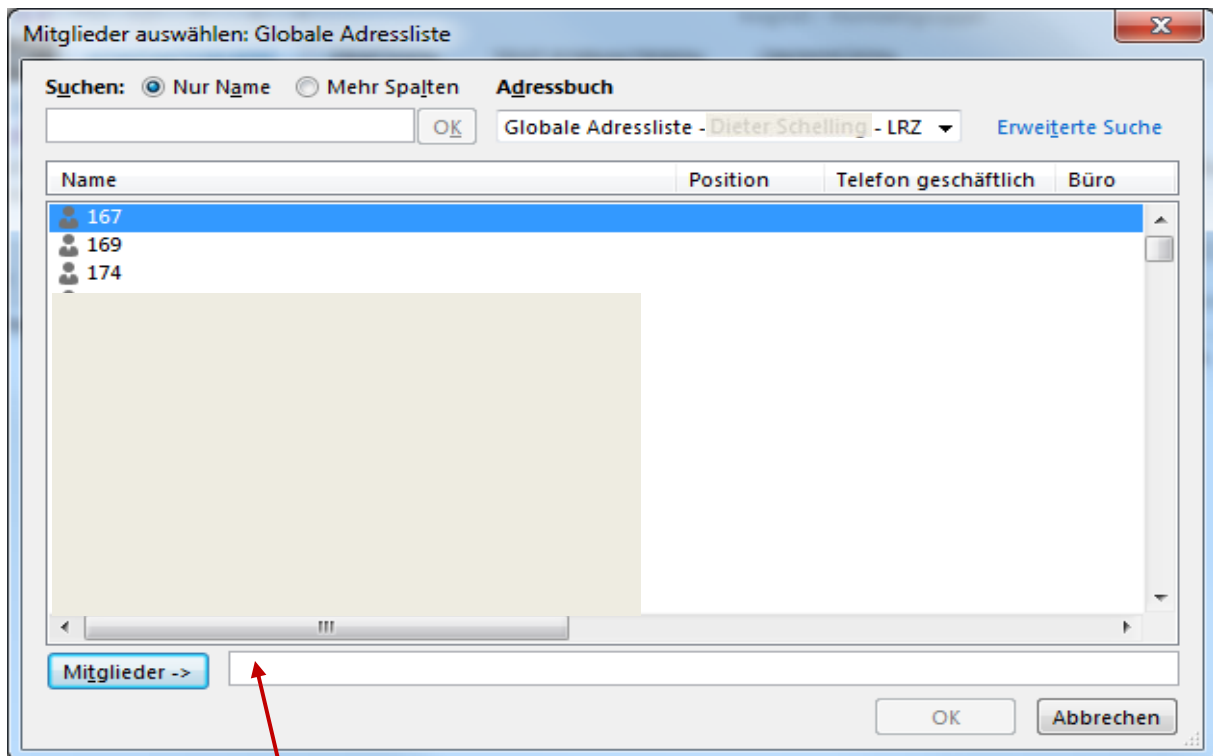 Mitglieder auswählen: Globale Adressliste
Suchen: Nur Name Mehr Spalten Adressbuch
OK Globale Adressliste - Dieter Schelling - LRZ Erweiterte Suche
Name Position Telefon geschäftlich Büro
167
169
174
Mitglieder ->
OK Abbrechen